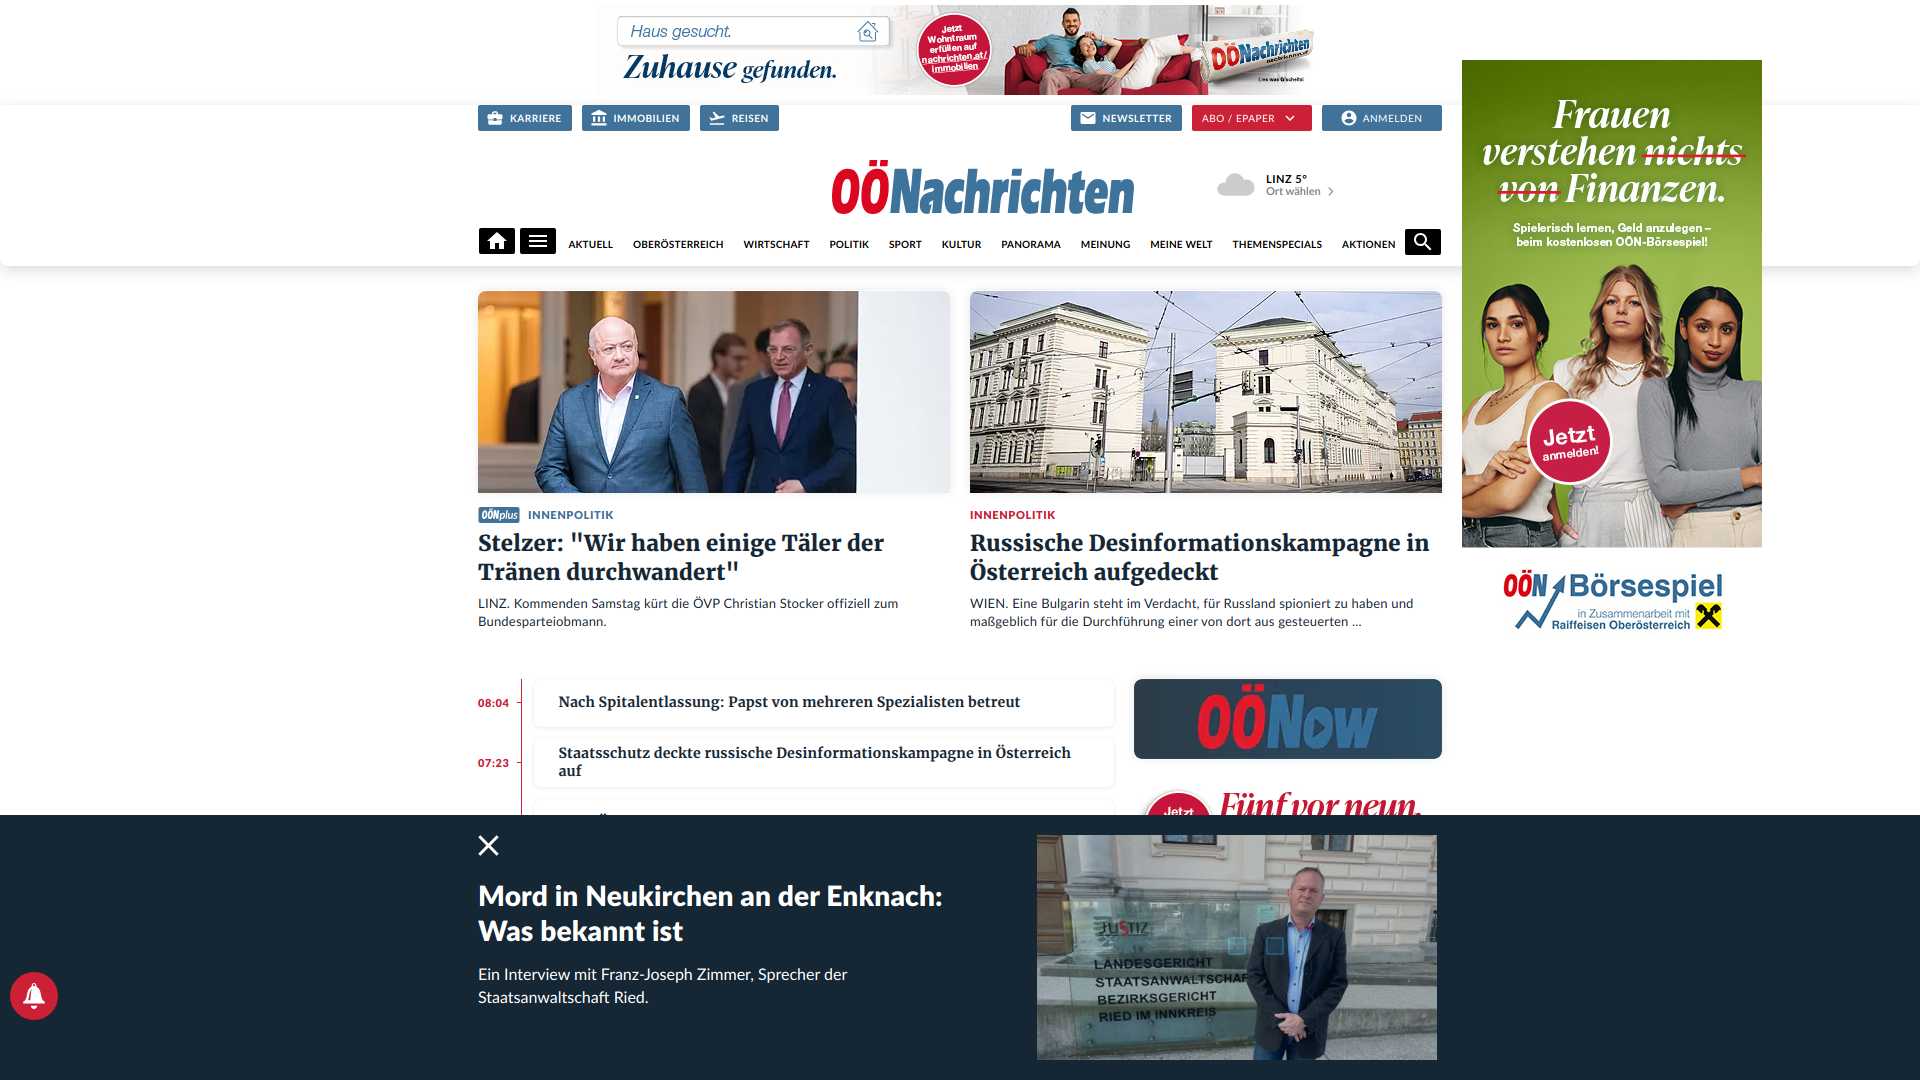 Haus gesucht.
Zuhause gefunden.
Jetzt
Wohntraum
erfüllen auf
nachrichten.at/
immobilien
OÖNachrichten
Lies was G'scheits!
KARRIERE
IMMOBILIEN
REISEN
NEWSLETTER
ABO / EPAPER
ANMELDEN
OÖNachrichten
LINZ 5°
Ort wählen
AKTUELL
OBERÖSTERREICH
WIRTSCHAFT
POLITIK
SPORT
KULTUR
PANORAMA
MEINUNG
MEINE WELT
THEMENSPECIALS
AKTIONEN
Frauen
verstehen nichts
von Finanzen.
Spielerisch lernen, Geld anzulegen –
beim kostenlosen OÖN-Börsespiel!
Jetzt
anmelden!
OÖN Börsespiel
in Zusammenarbeit mit
Raiffeisen Oberösterreich
OÖNplus INNENPOLITIK
Stelzer: "Wir haben einige Täler der
Tränen durchwandert"
LINZ. Kommenden Samstag kürt die ÖVP Christian Stocker offiziell zum
Bundesparteiobmann.
INNENPOLITIK
Russische Desinformationskampagne in
Österreich aufgedeckt
WIEN. Eine Bulgarin steht im Verdacht, für Russland spioniert zu haben und
maßgeblich für die Durchführung einer von dort aus gesteuerten ...
08:04
Nach Spitalentlassung: Papst von mehreren Spezialisten betreut
07:23
Staatsschutz deckte russische Desinformationskampagne in Österreich
auf
OÖNow
Jetzt
Fünf vor neun.
Mord in Neukirchen an der Enknach:
Was bekannt ist
Ein Interview mit Franz-Joseph Zimmer, Sprecher der
Staatsanwaltschaft Ried.
JUSTIZ
LANDESGERICHT
STAATSANWALTSCHAF
BEZIRKSGERICHT
RIED IM INNKREIS